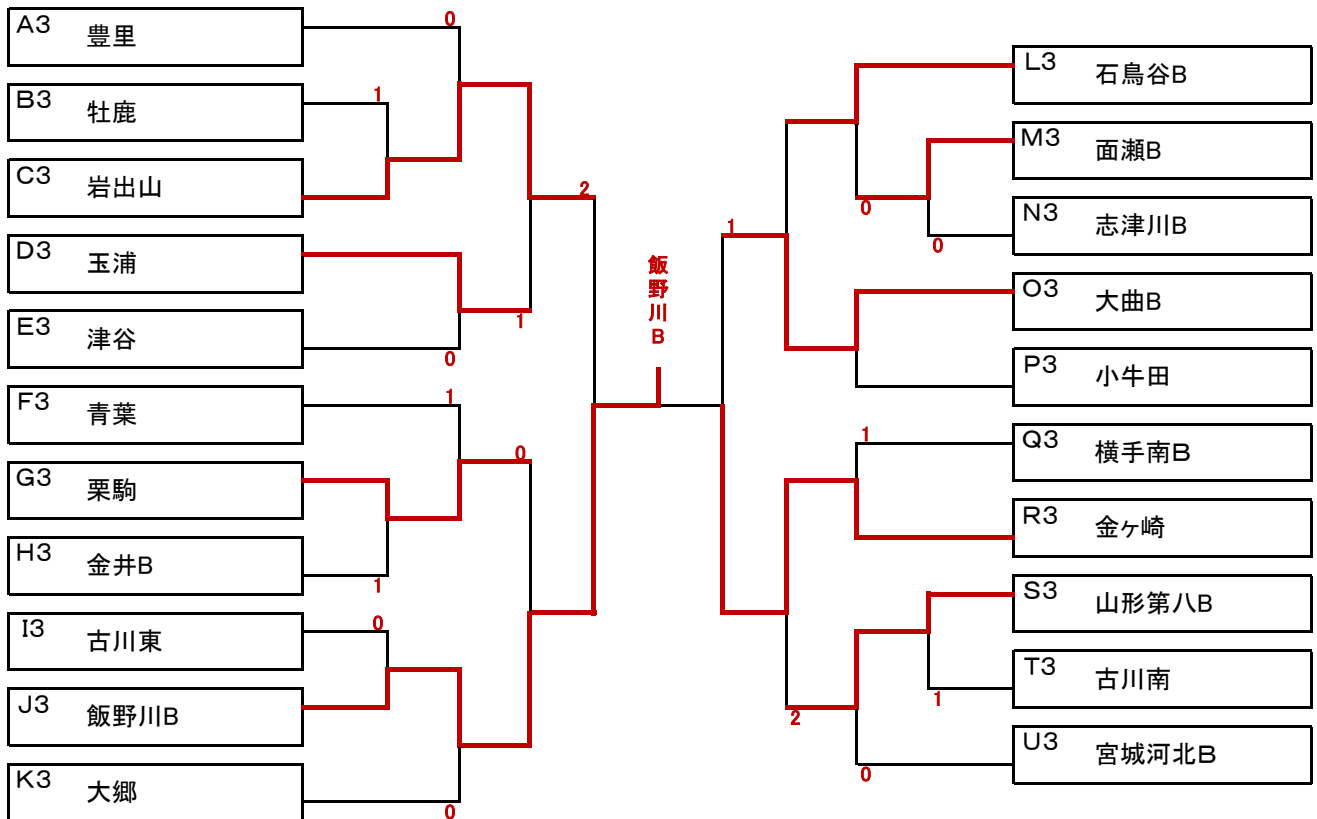 A3 豊里
0
B3 牡鹿
1
C3 岩出山
D3 玉浦
1
E3 津谷
0
F3 青葉
1
G3 栗駒
0
H3 金井B
1
I3 古川東
0
J3 飯野川B
K3 大郷
0
2
飯野川B
1
L3 石鳥谷B
M3 面瀬B
0
N3 志津川B
0
O3 大曲B
P3 小牛田
Q3 横手南B
1
R3 金ヶ崎
S3 山形第八B
T3 古川南
1
2
U3 宮城河北B
0